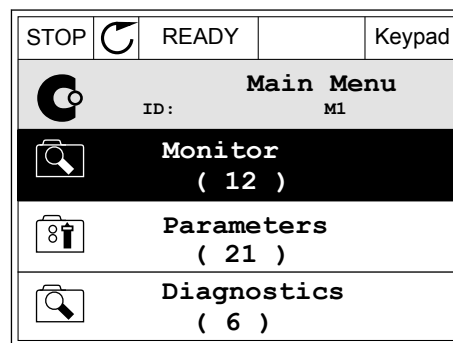 STOP READY Keypad
Main Menu
ID: M1
Monitor
( 12 )
Parameters
( 21 )
Diagnostics
( 6 )